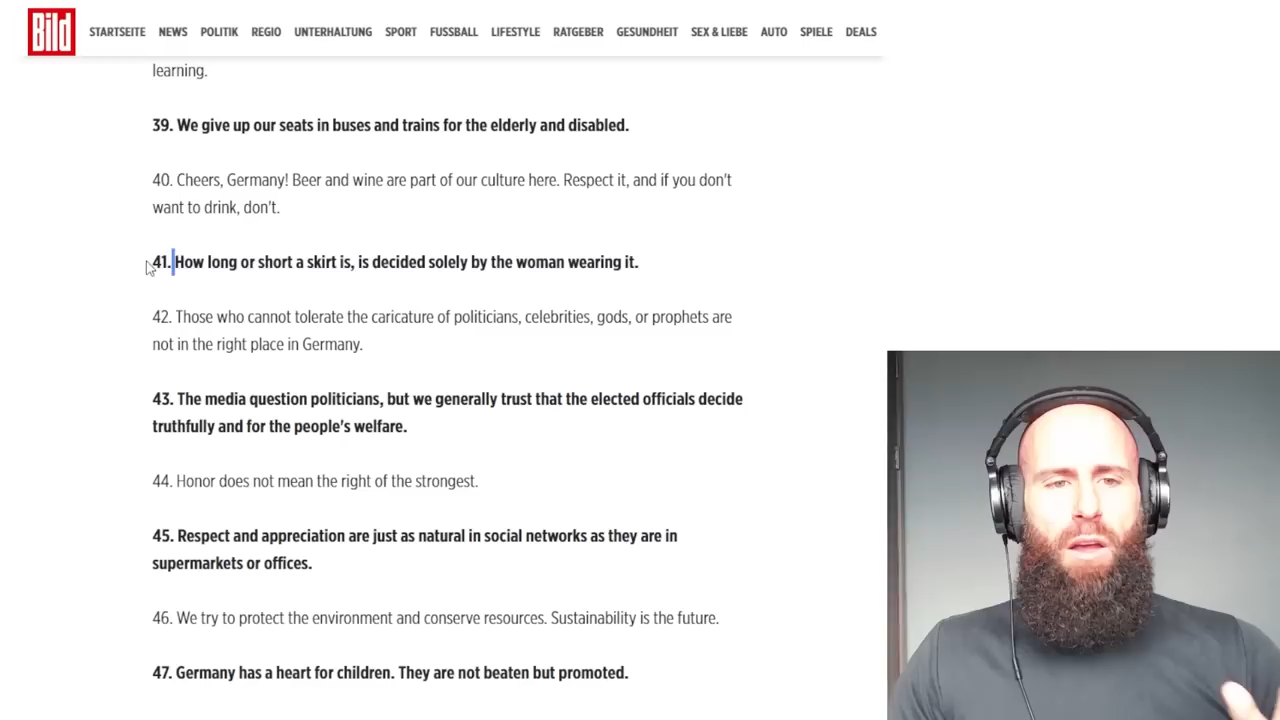 Bild STARTSEITE NEWS POLITIK REGIO UNTERHALTUNG SPORT FUSSBALL LIFESTYLE RATGEBER GESUNDHEIT SEX & LIEBE AUTO SPIELE DEALS
learning.
39. We give up our seats in buses and trains for the elderly and disabled.
40. Cheers, Germany! Beer and wine are part of our culture here. Respect it, and if you don't
want to drink, don't.
41. How long or short a skirt is, is decided solely by the woman wearing it.
42. Those who cannot tolerate the caricature of politicians, celebrities, gods, or prophets are
not in the right place in Germany.
43. The media question politicians, but we generally trust that the elected officials decide
truthfully and for the people's welfare.
44. Honor does not mean the right of the strongest.
45. Respect and appreciation are just as natural in social networks as they are in
supermarkets or offices.
46. We try to protect the environment and conserve resources. Sustainability is the future.
47. Germany has a heart for children. They are not beaten but promoted.